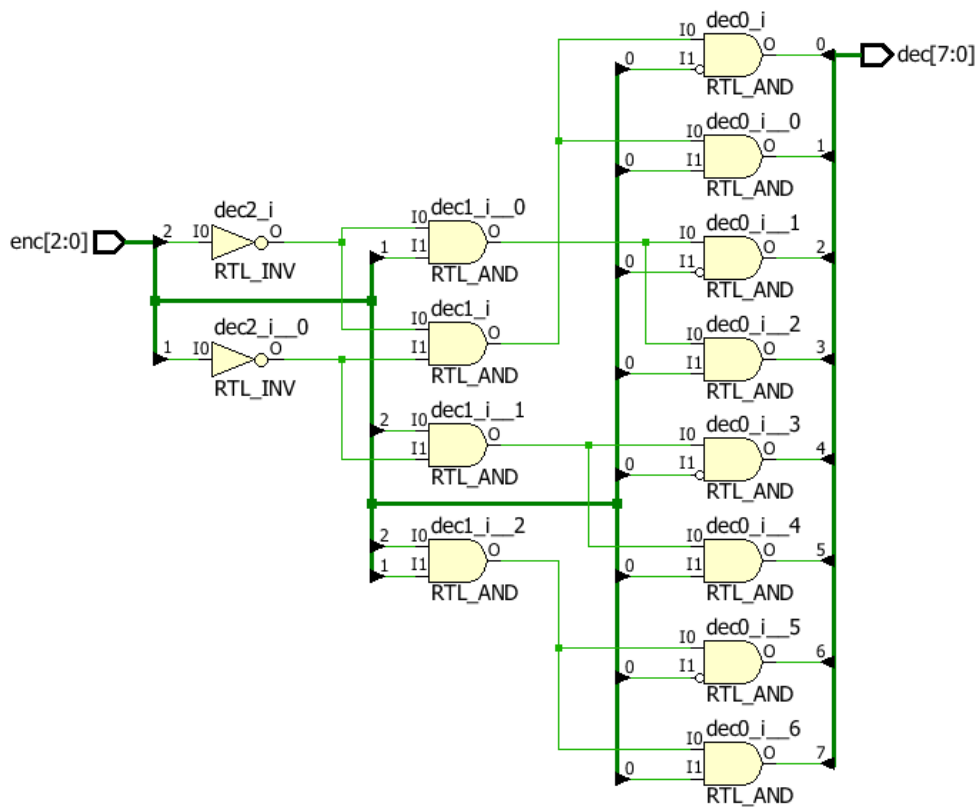 dec0_i
I0 O 0
dec[7:0]
0 I1
RTL_AND
dec0_i__0
I0 O 1
0 I1
RTL_AND
enc[2:0]
dec2_i
2 I0 O
RTL_INV
dec1_i__0
I0 O
1 I1
RTL_AND
dec0_i__1
I0 O 2
0 I1
RTL_AND
dec2_i__0
1 I0 O
RTL_INV
dec1_i
I0 O
I1
RTL_AND
dec0_i__2
I0 O 3
0 I1
RTL_AND
dec1_i__1
2 I0 O
I1
RTL_AND
dec0_i__3
I0 O 4
0 I1
RTL_AND
dec1_i__2
2 I0 O
1 I1
RTL_AND
dec0_i__4
I0 O 5
0 I1
RTL_AND
dec0_i__5
I0 O 6
0 I1
RTL_AND
dec0_i__6
I0 O 7
0 I1
RTL_AND